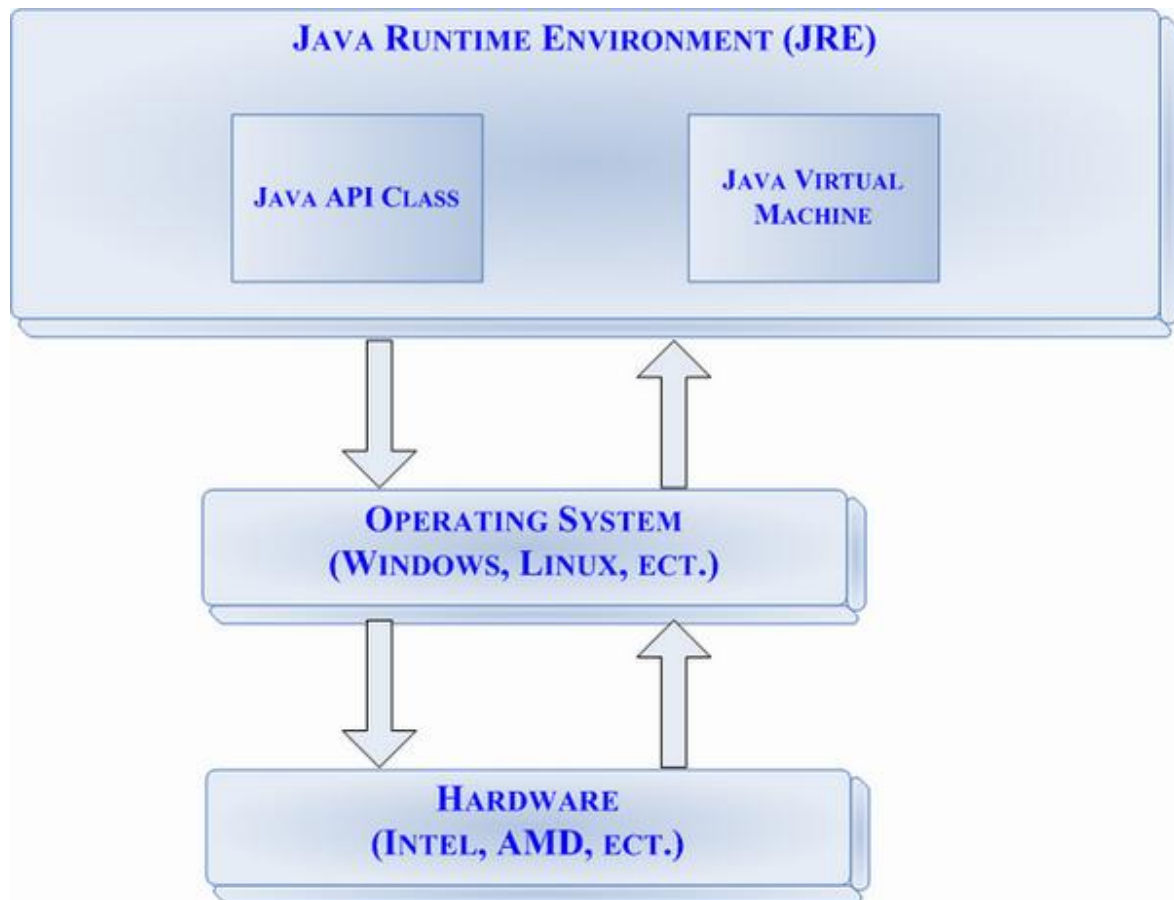 JAVA RUNTIME ENVIRONMENT (JRE)
JAVA API CLASS
JAVA VIRTUAL
MACHINE
OPERATING SYSTEM
(WINDOWS, LINUX, ECT.)
HARDWARE
(INTEL, AMD, ECT.)